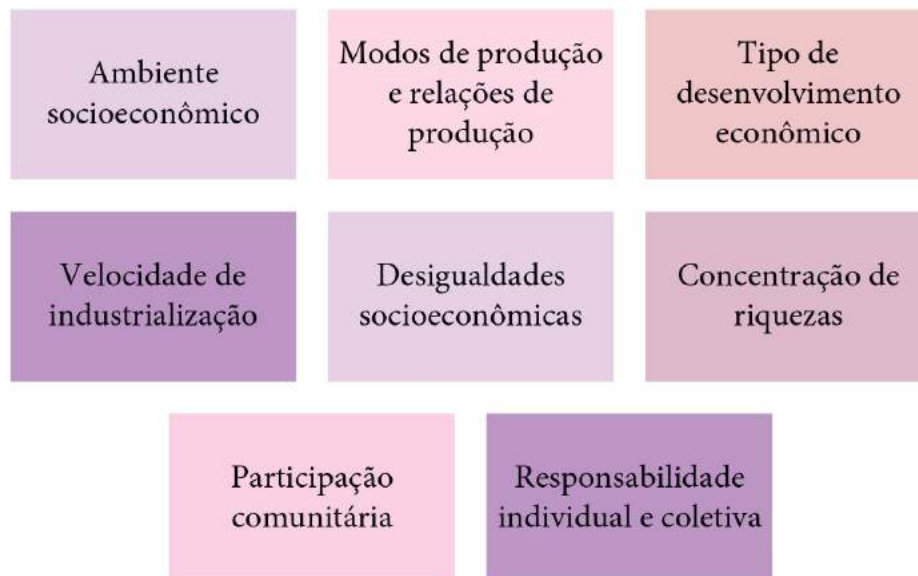 Ambiente
socioeconômico
Modos de produção
e relações de
produção
Tipo de
desenvolvimento
econômico
Velocidade de
industrialização
Desigualdades
socioeconômicas
Concentração de
riquezas
Participação
comunitária
Responsabilidade
individual e coletiva